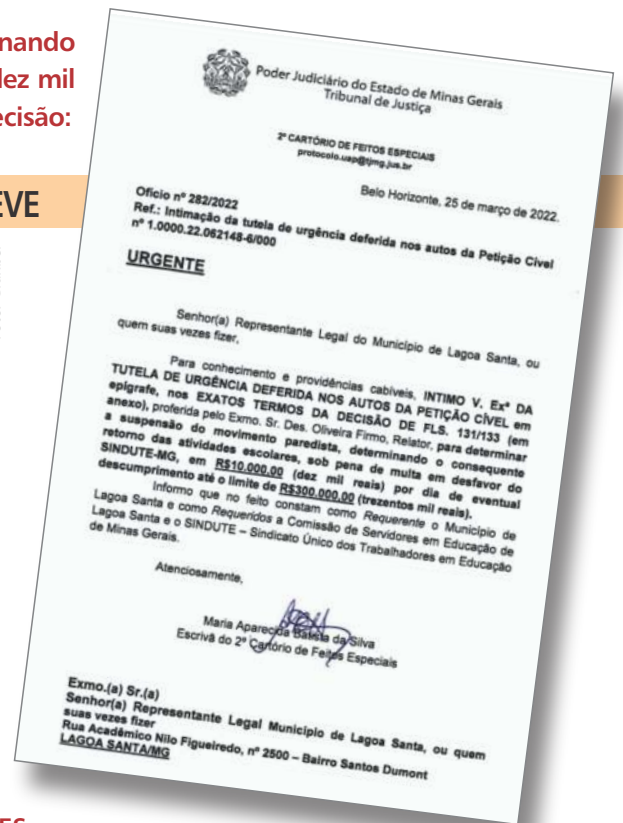 nando
dez mil
ecisão:
EVE
Poder Judiciário do Estado de Minas Gerais
Tribunal de Justiça
2º CARTÓRIO DE FEITOS ESPECIAIS
protocolo.uap@tjmg.jus.br
Belo Horizonte, 25 de março de 2022.
Ofício nº 282/2022
Ref.: Intimação da tutela de urgência deferida nos autos da Petição Cível
nº 1.0000.22.062148-6/000
URGENTE
Senhor(a) Representante Legal do Município de Lagoa Santa, ou
quem suas vezes fizer,
Para conhecimento e providências cabíveis, INTIMO V. Exª DA
TUTELA DE URGÊNCIA DEFERIDA NOS AUTOS DA PETIÇÃO CÍVEL em
epígrafe, nos EXATOS TERMOS DA DECISÃO DE FLS. 131/133 (em
anexo), proferida pelo Exmo. Sr. Des. Oliveira Firmo, Relator, para determinar
a suspensão do movimento paredista, determinando o consequente
retorno das atividades escolares, sob pena de multa em desfavor do
SINDUTE-MG, em R$10.000,00 (dez mil reais) por dia de eventual
descumprimento até o limite de R$300.000,00 (trezentos mil reais).
Informo que no feito constam como Requerente o Município de
Lagoa Santa e como Requeridos a Comissão de Servidores em Educação de
Lagoa Santa e o SINDUTE – Sindicato Único dos Trabalhadores em Educação
de Minas Gerais.
Atenciosamente,
Maria Aparecida Batista da Silva
Escrivã do 2º Cartório de Feitos Especiais
Exmo.(a) Sr.(a)
Senhor(a) Representante Legal Município de Lagoa Santa, ou quem
suas vezes fizer
Rua Acadêmico Nilo Figueiredo, nº 2500 – Bairro Santos Dumont
LAGOA SANTA/MG
ES